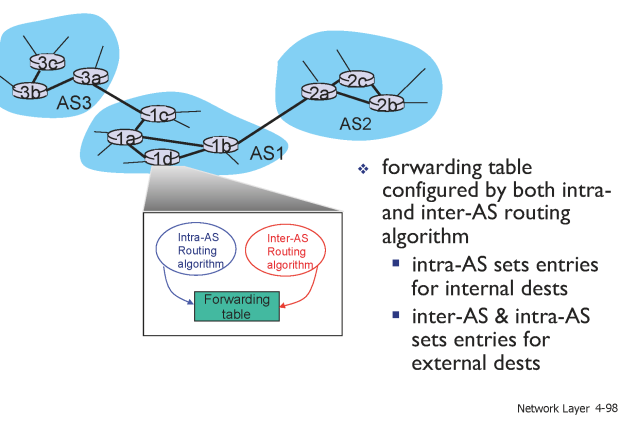 3c
3b
3a
AS3
1c
1a
1b
1d
AS1
2c
2a
2b
AS2
Intra-AS
Routing
algorithm
Inter-AS
Routing
algorithm
Forwarding
table
❖ forwarding table
configured by both intra-
and inter-AS routing
algorithm
▪ intra-AS sets entries
for internal dests
▪ inter-AS & intra-AS
sets entries for
external dests
Network Layer 4-98